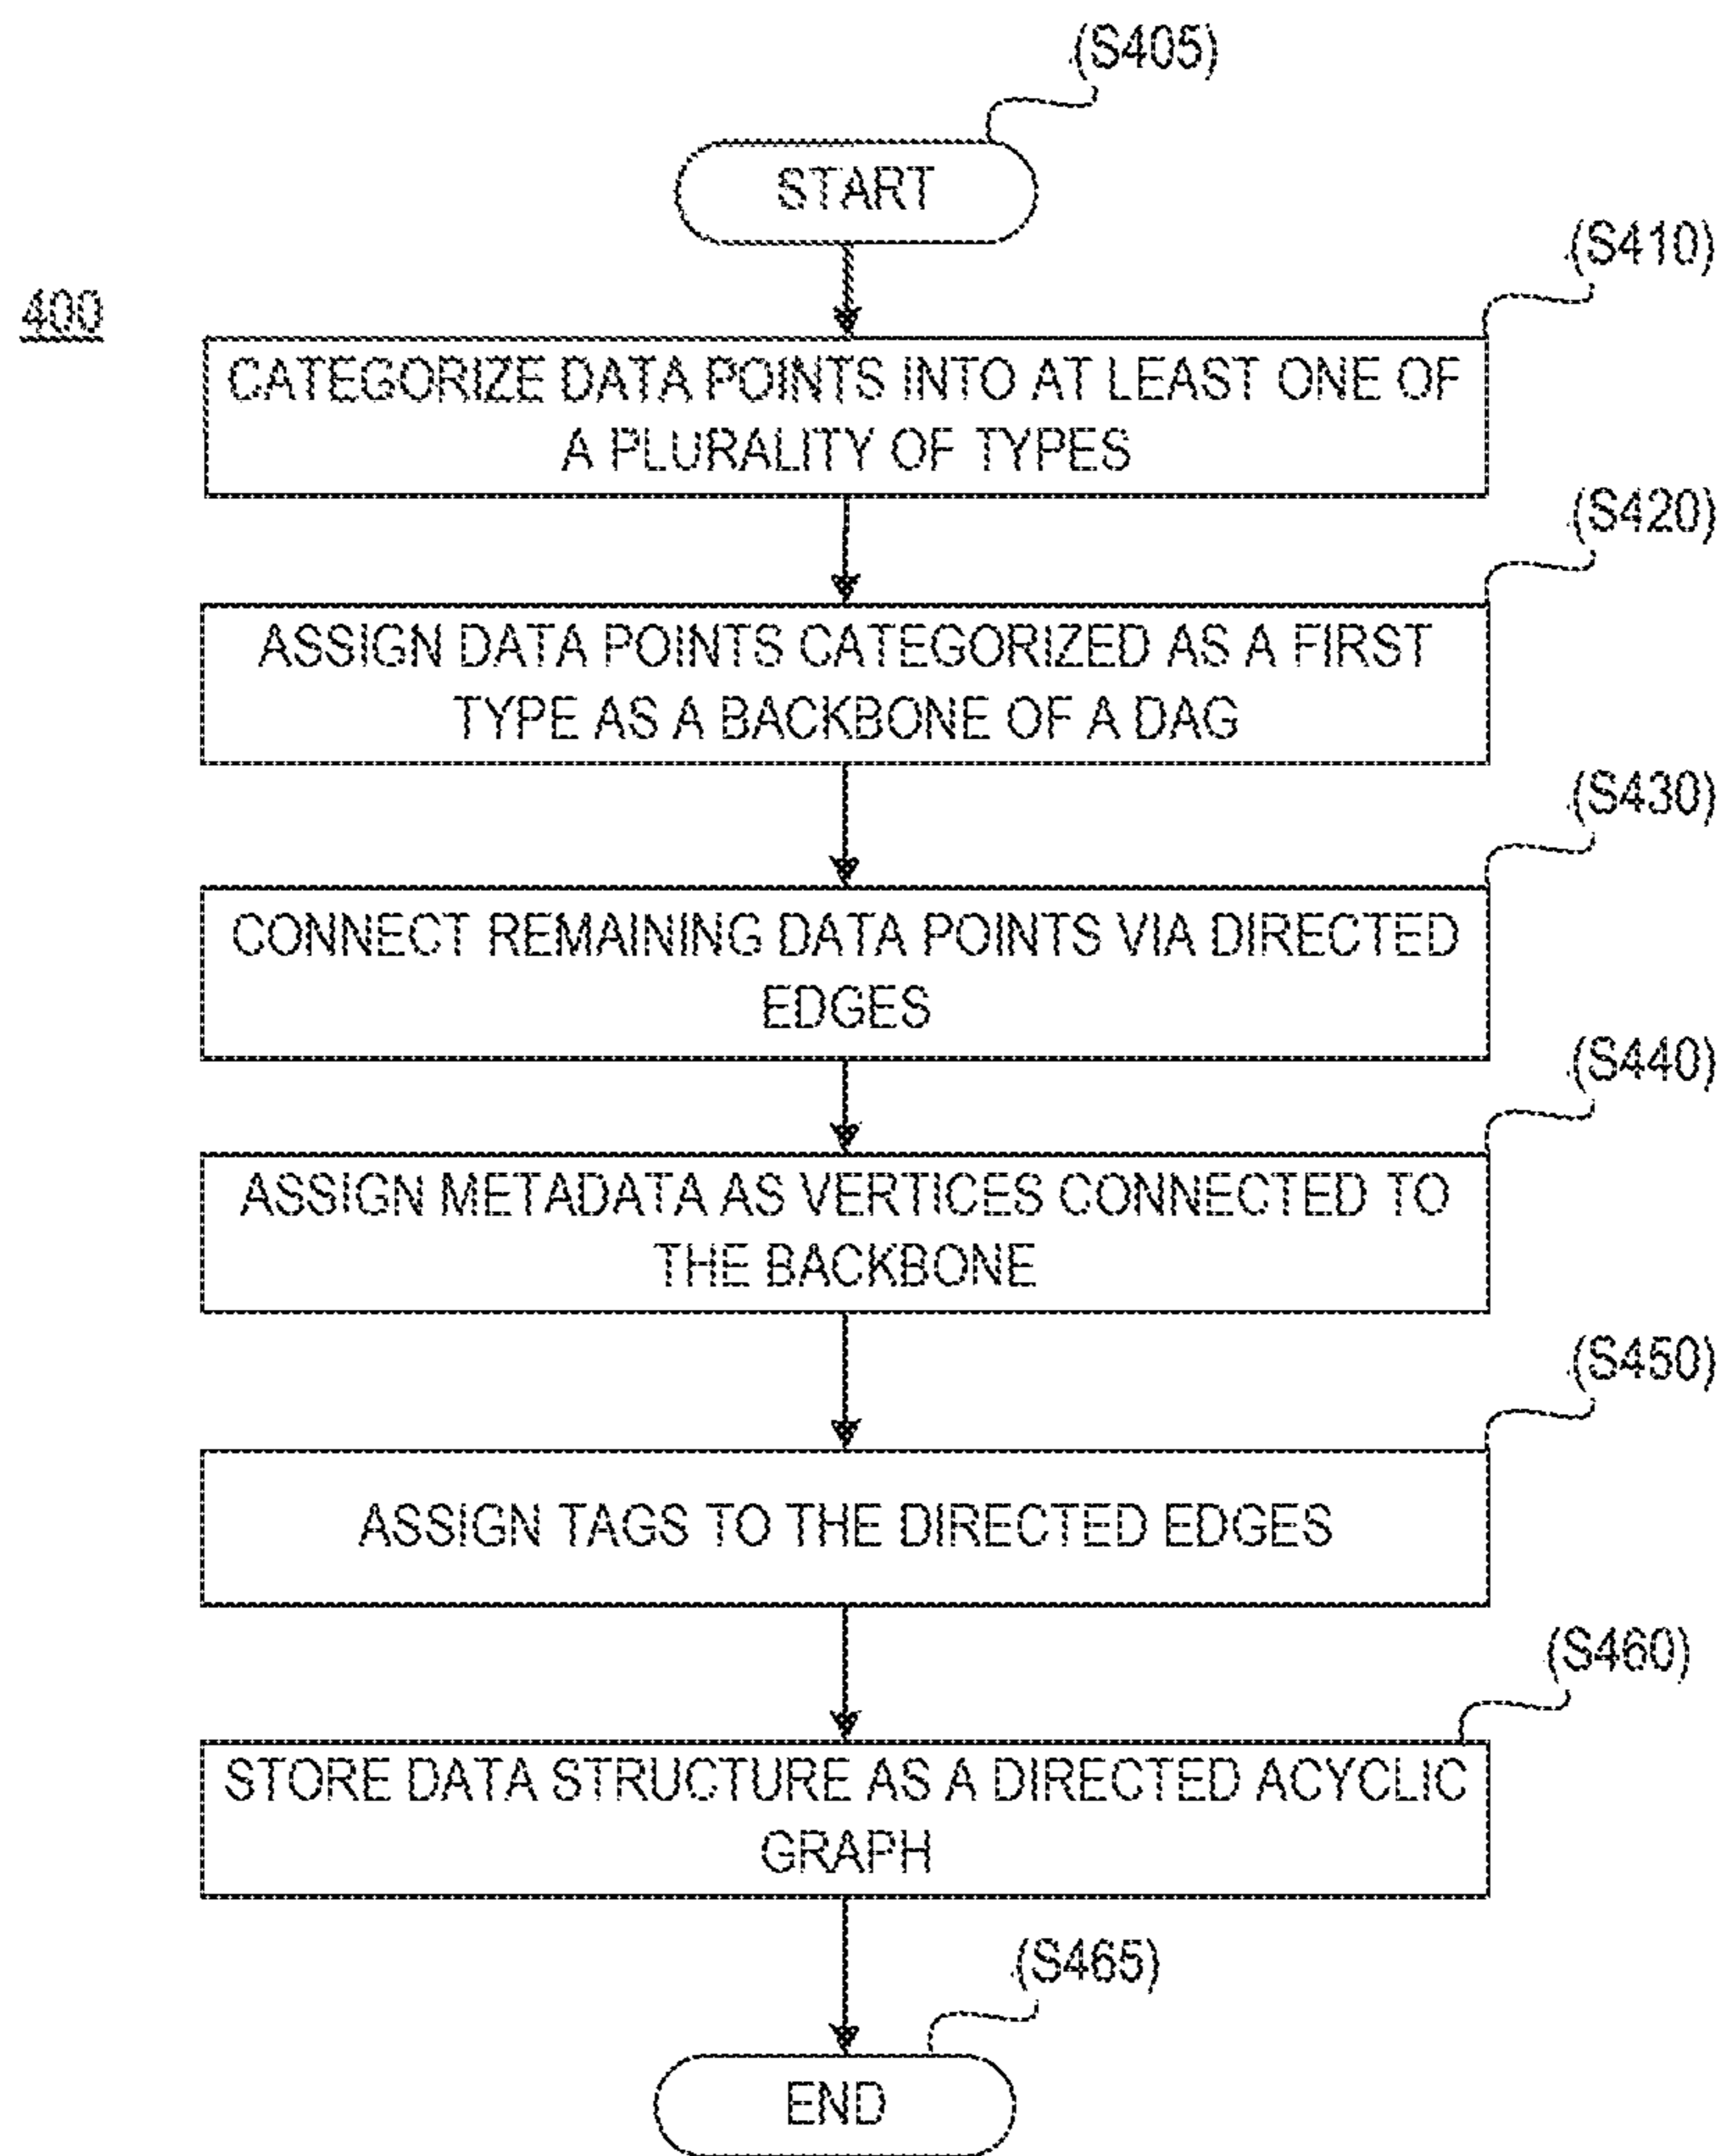 (S405)
START
(S410)
400
CATEGORIZE DATA POINTS INTO AT LEAST ONE OF
A PLURALITY OF TYPES
(S420)
ASSIGN DATA POINTS CATEGORIZED AS A FIRST
TYPE AS A BACKBONE OF A DAG
(S430)
CONNECT REMAINING DATA POINTS VIA DIRECTED
EDGES
(S440)
ASSIGN METADATA AS VERTICES CONNECTED TO
THE BACKBONE
(S450)
ASSIGN TAGS TO THE DIRECTED EDGES
(S460)
STORE DATA STRUCTURE AS A DIRECTED ACYCLIC
GRAPH
(S465)
END